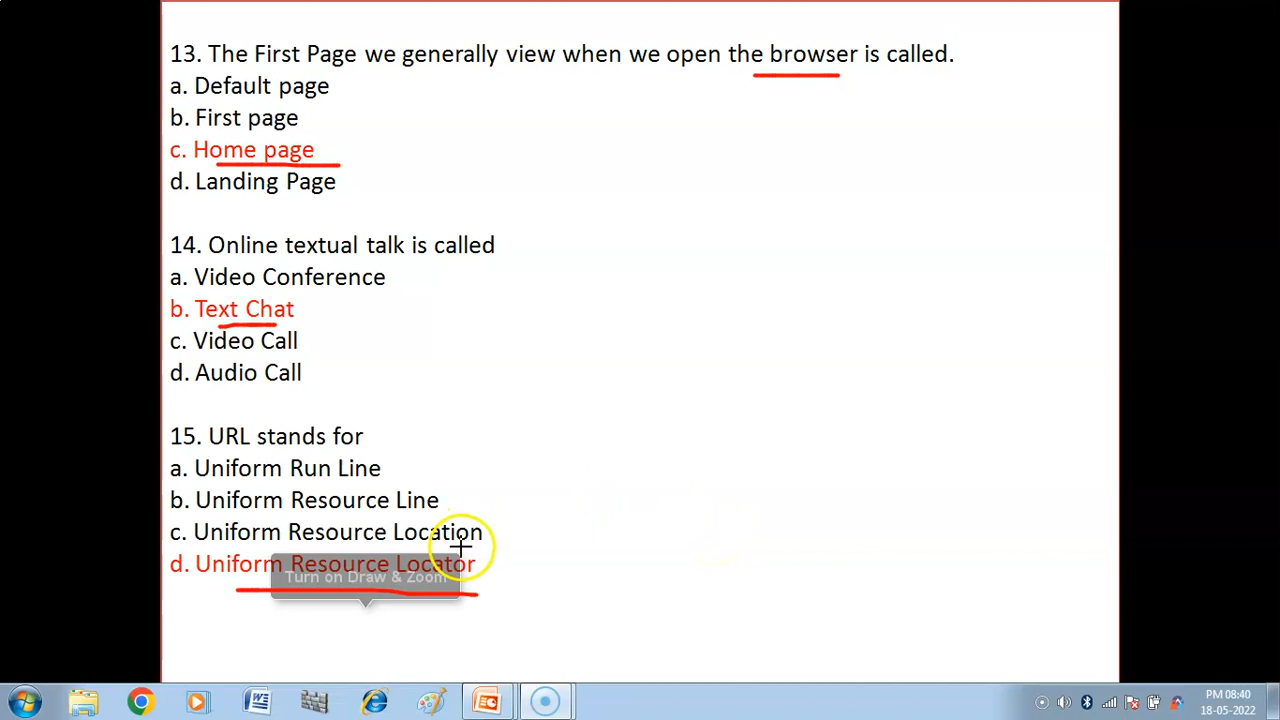 13. The First Page we generally view when we open the browser is called.
a. Default page
b. First page
c. Home page
d. Landing Page
14. Online textual talk is called
a. Video Conference
b. Text Chat
c. Video Call
d. Audio Call
15. URL stands for
a. Uniform Run Line
b. Uniform Resource Line
c. Uniform Resource Location
d. Uniform Resource Locator
Turn on Draw & Zoom
PM 08:40
18-05-2022